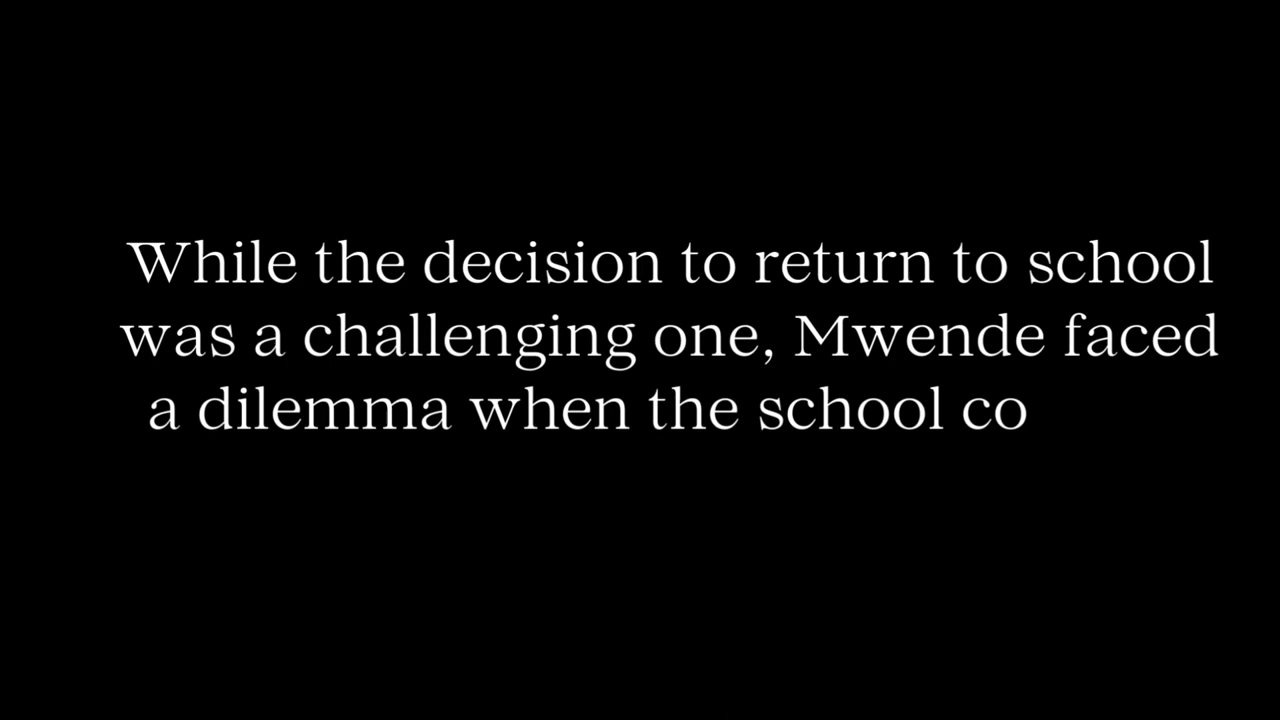 While the decision to return to school
was a challenging one, Mwende faced
a dilemma when the school co